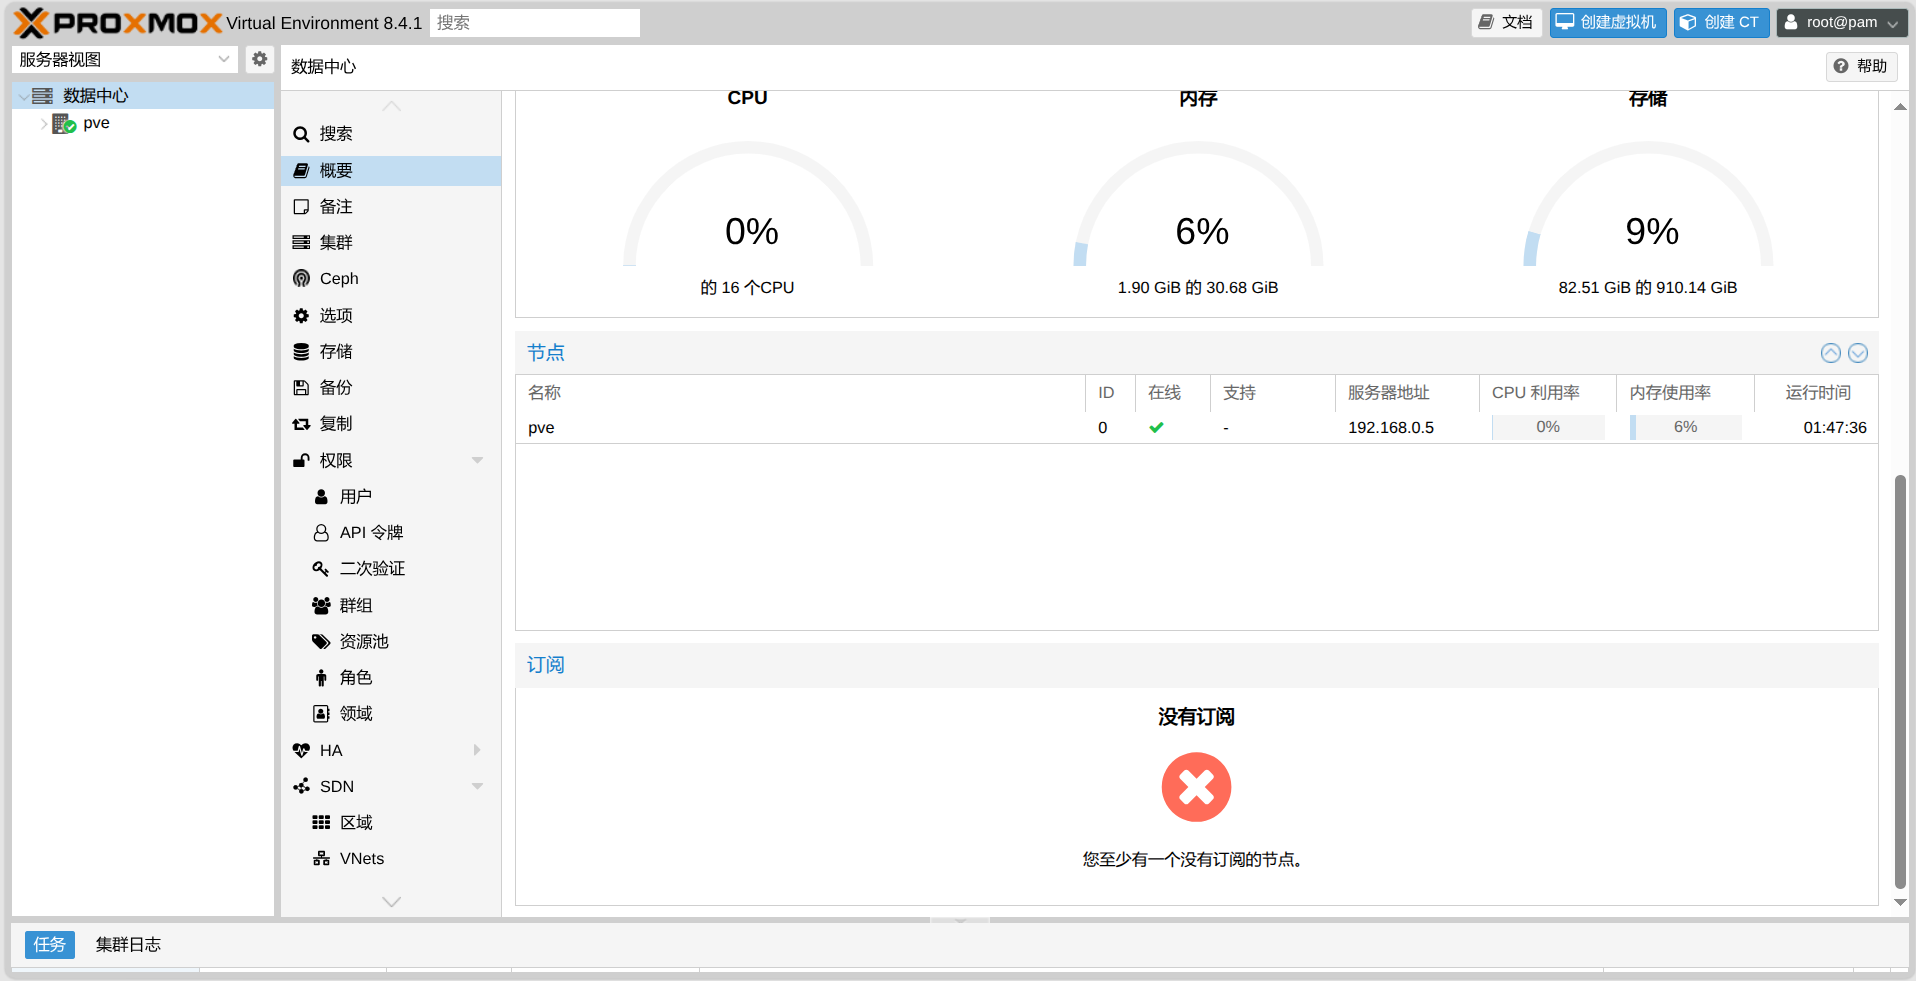 PROXMOX Virtual Environment 8.4.1 搜索 文档 创建虚拟机 创建 CT root@pam
服务器视图
数据中心
pve
数据中心 帮助
搜索
概要
备注
集群
Ceph
选项
存储
备份
复制
权限
用户
API 令牌
二次验证
群组
资源池
角色
领域
HA
SDN
区域
VNets
CPU 内存 存储
0% 6% 9%
的 16 个CPU 1.90 GiB 的 30.68 GiB 82.51 GiB 的 910.14 GiB
节点
名称 ID 在线 支持 服务器地址 CPU 利用率 内存使用率 运行时间
pve 0 - 192.168.0.5 0% 6% 01:47:36
订阅
没有订阅
您至少有一个没有订阅的节点。
任务 集群日志